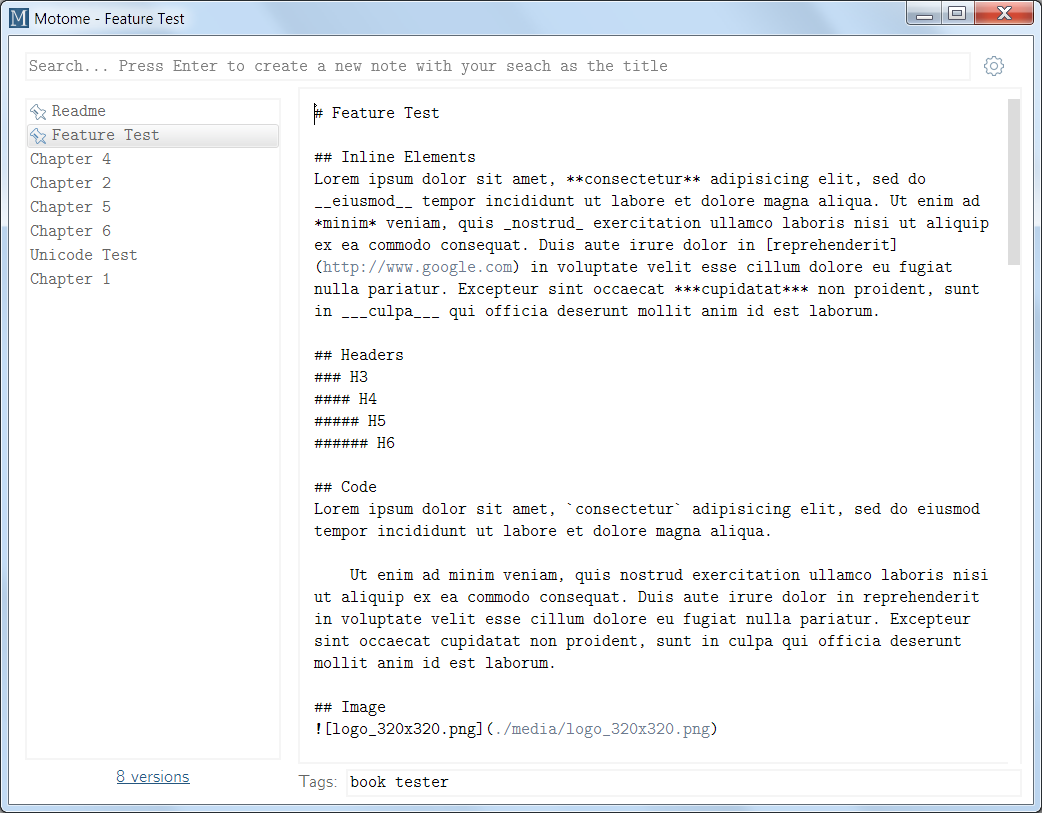 M Motome - Feature Test
Search... Press Enter to create a new note with your seach as the title
Readme
Feature Test
Chapter 4
Chapter 2
Chapter 5
Chapter 6
Unicode Test
Chapter 1
8 versions
# Feature Test
## Inline Elements
Lorem ipsum dolor sit amet, **consectetur** adipisicing elit, sed do
__eiusmod__ tempor incididunt ut labore et dolore magna aliqua. Ut enim ad
*minim* veniam, quis _nostrud_ exercitation ullamco laboris nisi ut aliquip
ex ea commodo consequat. Duis aute irure dolor in [reprehenderit]
(http://www.google.com) in voluptate velit esse cillum dolore eu fugiat
nulla pariatur. Excepteur sint occaecat ***cupidatat*** non proident, sunt
in ___culpa___ qui officia deserunt mollit anim id est laborum.
## Headers
### H3
#### H4
##### H5
###### H6
## Code
Lorem ipsum dolor sit amet, `consectetur` adipisicing elit, sed do eiusmod
tempor incididunt ut labore et dolore magna aliqua.
    Ut enim ad minim veniam, quis nostrud exercitation ullamco laboris nisi
ut aliquip ex ea commodo consequat. Duis aute irure dolor in reprehenderit
in voluptate velit esse cillum dolore eu fugiat nulla pariatur. Excepteur
sint occaecat cupidatat non proident, sunt in culpa qui officia deserunt
mollit anim id est laborum.
## Image
![logo_320x320.png](./media/logo_320x320.png)
Tags: book tester